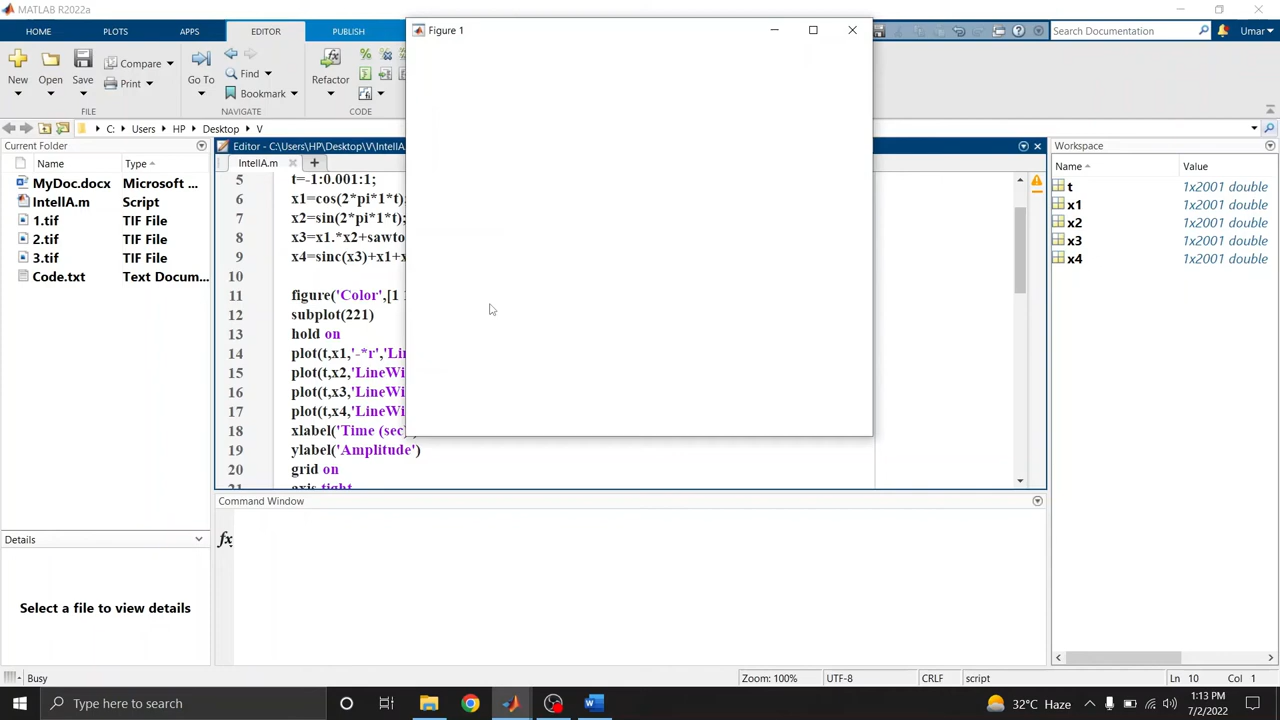 MATLAB R2022a
HOME
PLOTS
APPS
EDITOR
PUBLISH
Search Documentation
Umar
New
Open
Save
Compare
Print
FILE
Go To
Find
Bookmark
NAVIGATE
Refactor
CODE
Figure 1
C:
Users
HP
Desktop
V
Current Folder
Name
Type
MyDoc.docx Microsoft ...
IntellA.m Script
1.tif TIF File
2.tif TIF File
3.tif TIF File
Code.txt Text Docum...
Details
Select a file to view details
Editor - C:\Users\HP\Desktop\V\IntellA
IntellA.m
5 t=-1:0.001:1;
6 x1=cos(2*pi*1*t);
7 x2=sin(2*pi*1*t);
8 x3=x1.*x2+sawto
9 x4=sinc(x3)+x1+x
10
11 figure('Color',[1 1
12 subplot(221)
13 hold on
14 plot(t,x1,'-*r','Li
15 plot(t,x2,'LineWi
16 plot(t,x3,'LineWi
17 plot(t,x4,'LineWi
18 xlabel('Time (sec)')
19 ylabel('Amplitude')
20 grid on
21 axis tight
Command Window
fx
Workspace
Name
Value
t 1x2001 double
x1 1x2001 double
x2 1x2001 double
x3 1x2001 double
x4 1x2001 double
Busy
Zoom: 100%
UTF-8
CRLF
script
Ln 10 Col 1
Type here to search
32°C Haze
1:13 PM
7/2/2022